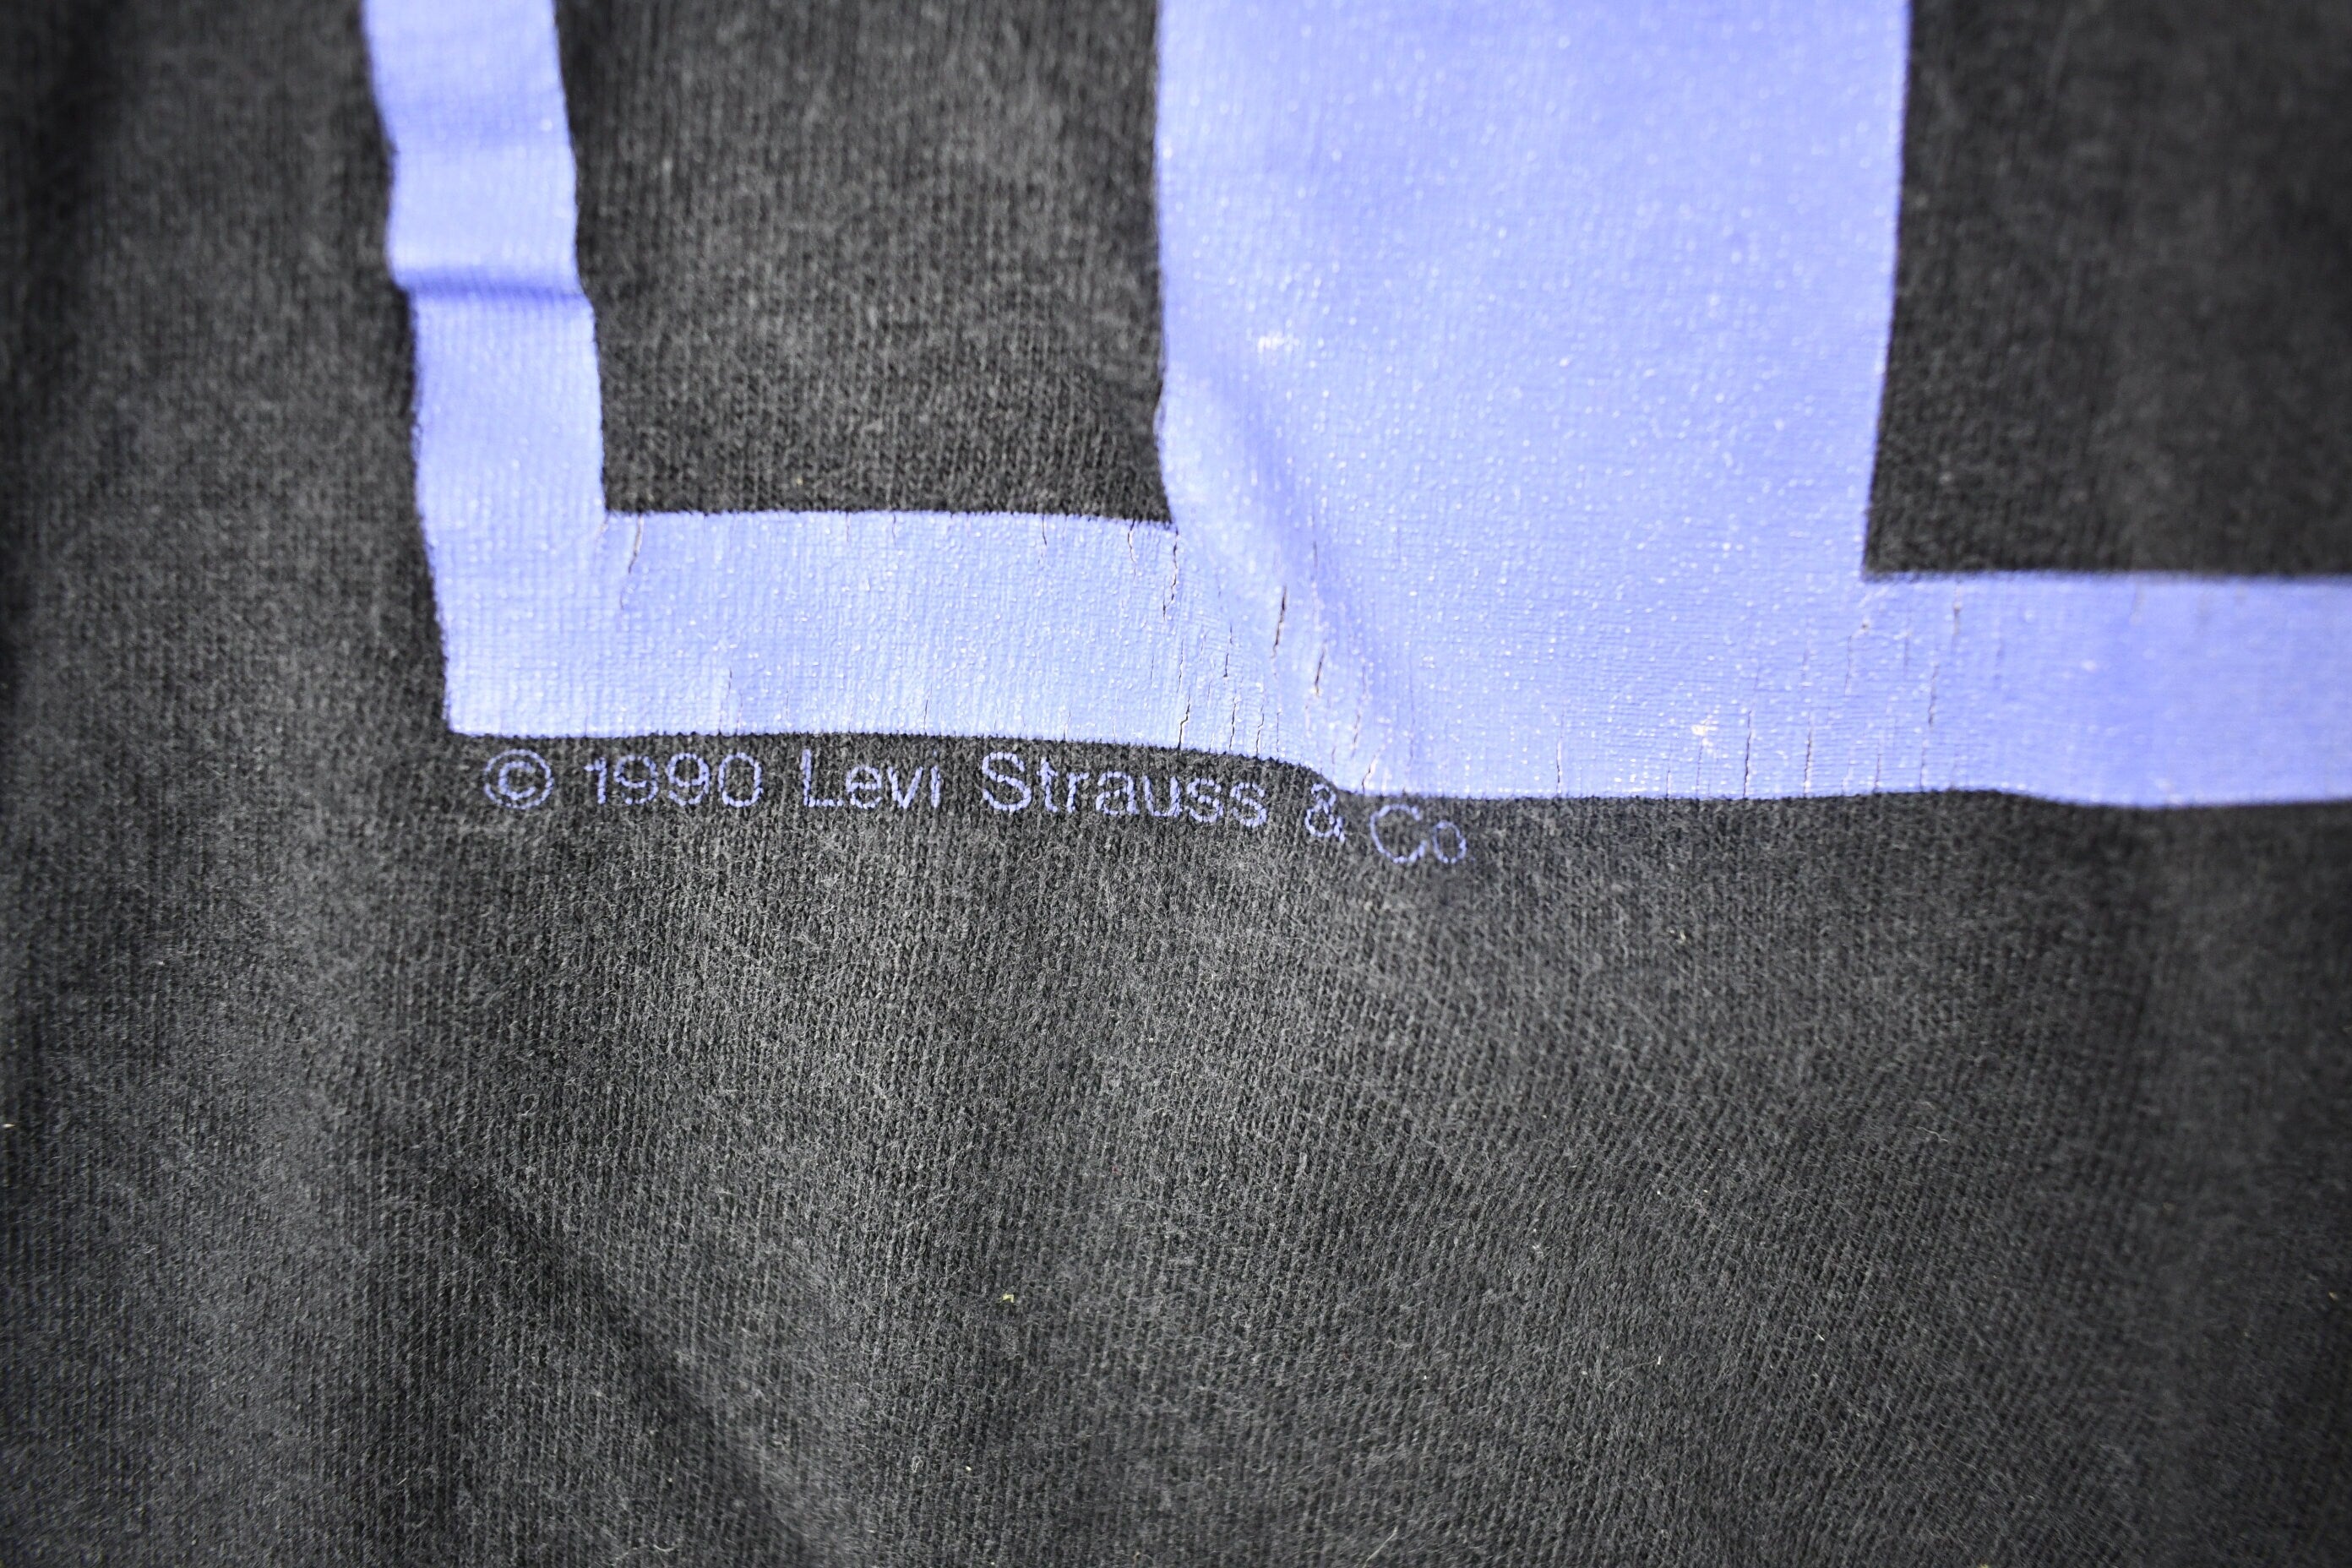 © 1990 Levi Strauss & Co